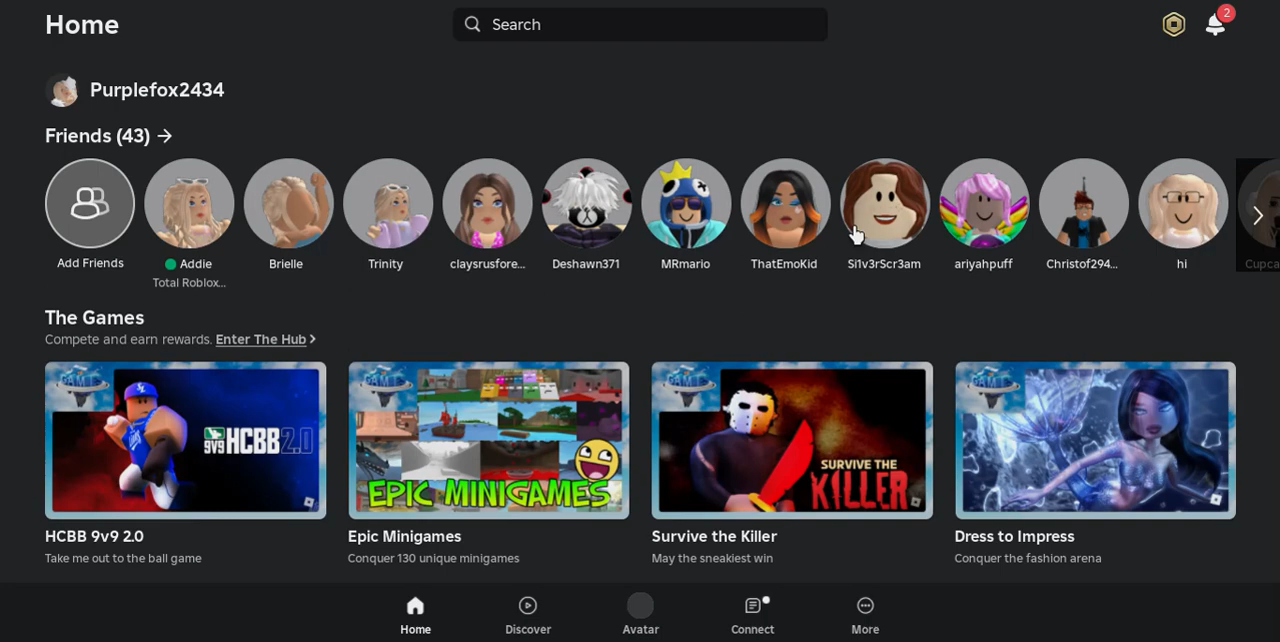 Home
Search
2
Purplefox2434
Friends (43)
Add Friends
Addie
Total Roblox...
Brielle
Trinity
claysrusfore...
Deshawn371
MRmario
ThatEmoKid
Si1v3rScr3am
ariyahpuff
Christof294...
hi
Cupca
The Games
Compete and earn rewards. Enter The Hub
9V9 HCBB 2.0
EPIC MINIGAMES
SURVIVE THE
KILLER
HCBB 9v9 2.0
Epic Minigames
Survive the Killer
Dress to Impress
Take me out to the ball game
Conquer 130 unique minigames
May the sneakiest win
Conquer the fashion arena
Home
Discover
Avatar
Connect
More